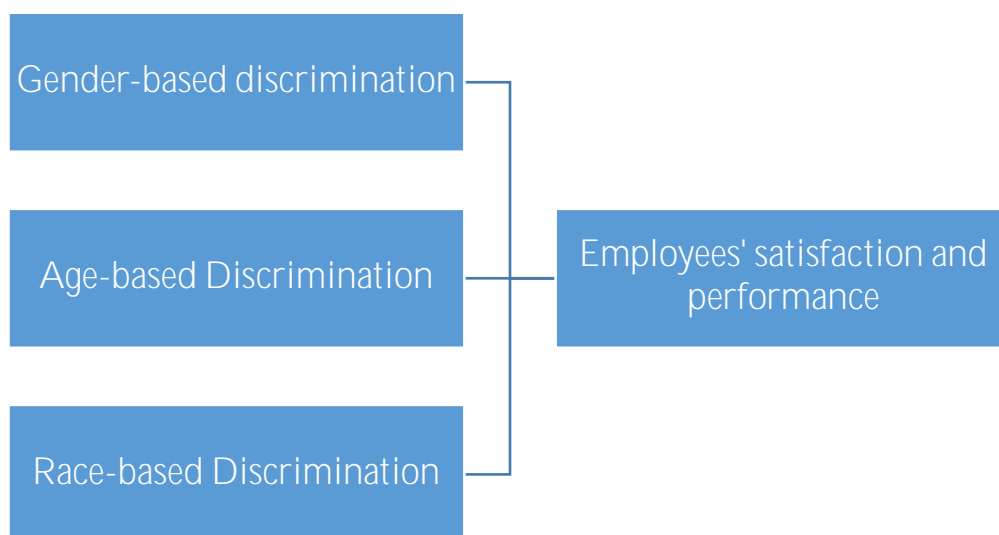 Gender-based discrimination
Age-based Discrimination
Employees' satisfaction and
performance
Race-based Discrimination